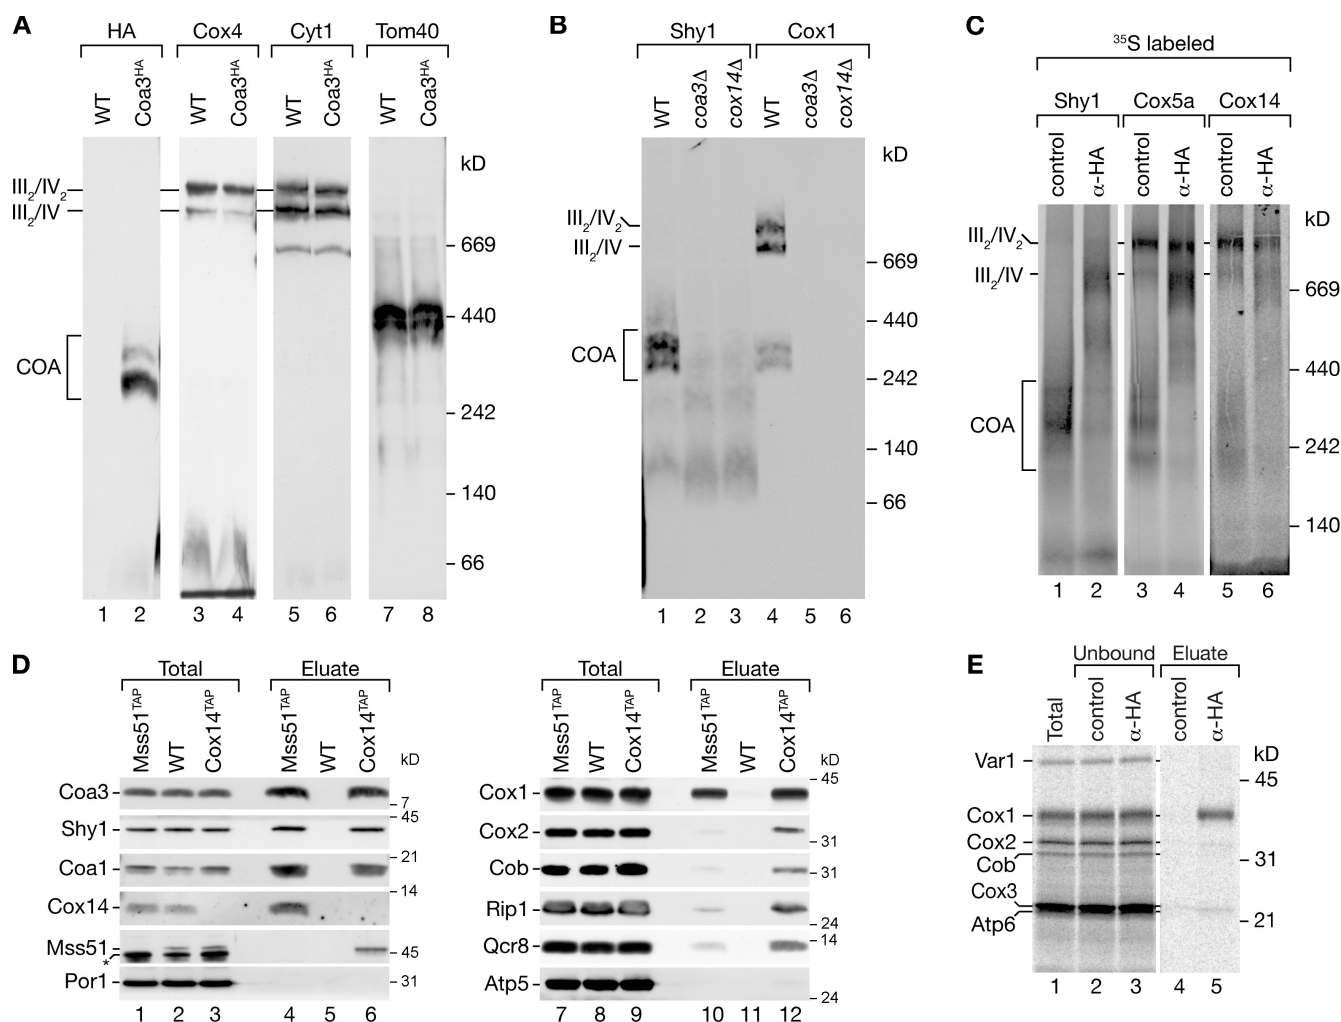 A
HA Cox4 Cyt1 Tom40
WT Coa3HA WT Coa3HA WT Coa3HA WT Coa3HA
kD
III2/IV2
III2/IV
669
440
COA
242
140
66
1 2 3 4 5 6 7 8
B
Shy1 Cox1
WT coa3Δ cox14Δ WT coa3Δ cox14Δ
kD
III2/IV2
III2/IV
669
440
COA
242
140
66
1 2 3 4 5 6
C
35S labeled
Shy1 Cox5a Cox14
control α-HA control α-HA control α-HA
kD
III2/IV2
III2/IV
669
440
COA
242
140
1 2 3 4 5 6
D
Total Eluate
Mss51TAP WT Cox14TAP Mss51TAP WT Cox14TAP
kD
Coa3
7
45
Shy1
21
Coa1
14
Cox14
Mss51
45
*
Por1 31
1 2 3 4 5 6
Total Eluate
Mss51TAP WT Cox14TAP Mss51TAP WT Cox14TAP
kD
45
Cox1
Cox2
31
Cob 31
Rip1
24
Qcr8 14
Atp5
24
7 8 9 10 11 12
E
Unbound Eluate
Total control α-HA control α-HA
kD
Var1
45
Cox1
Cox2
Cob 31
Cox3
Atp6 21
1 2 3 4 5